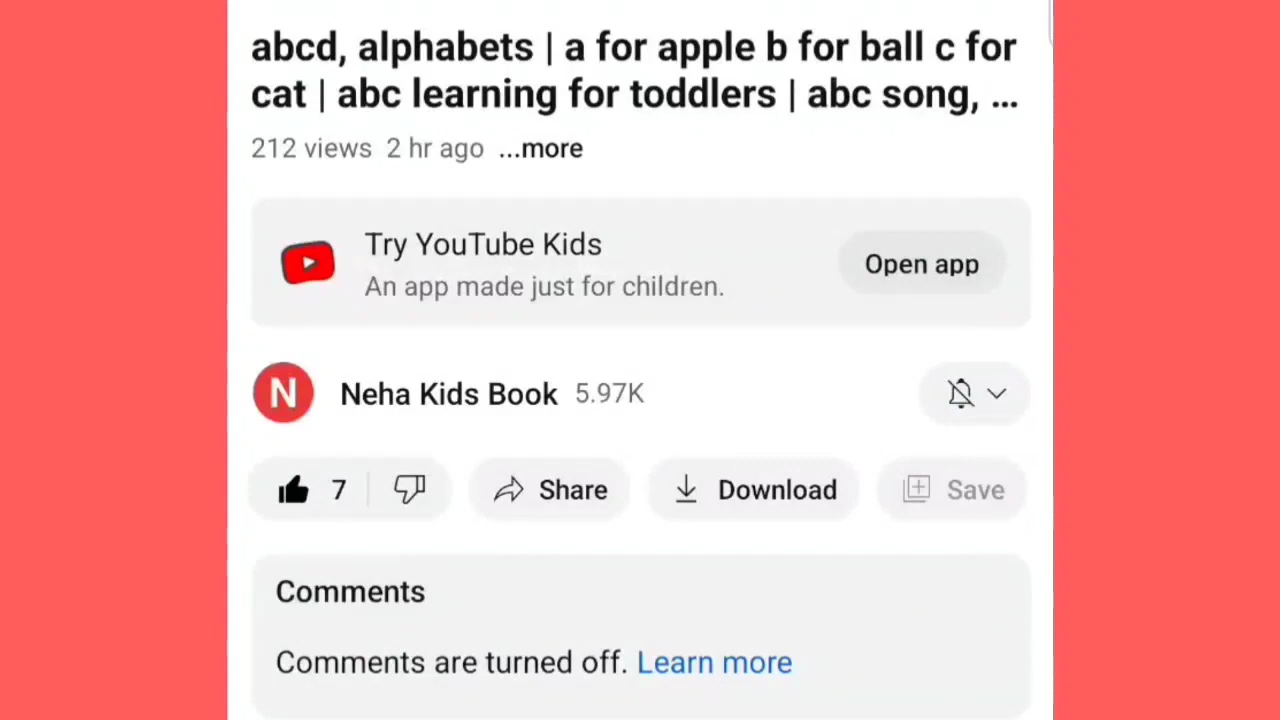 abcd, alphabets | a for apple b for ball c for
cat | abc learning for toddlers | abc song, ...
212 views 2 hr ago ...more
Try YouTube Kids
An app made just for children.
Open app
N
Neha Kids Book 5.97K
7
Share
Download
Save
Comments
Comments are turned off. Learn more